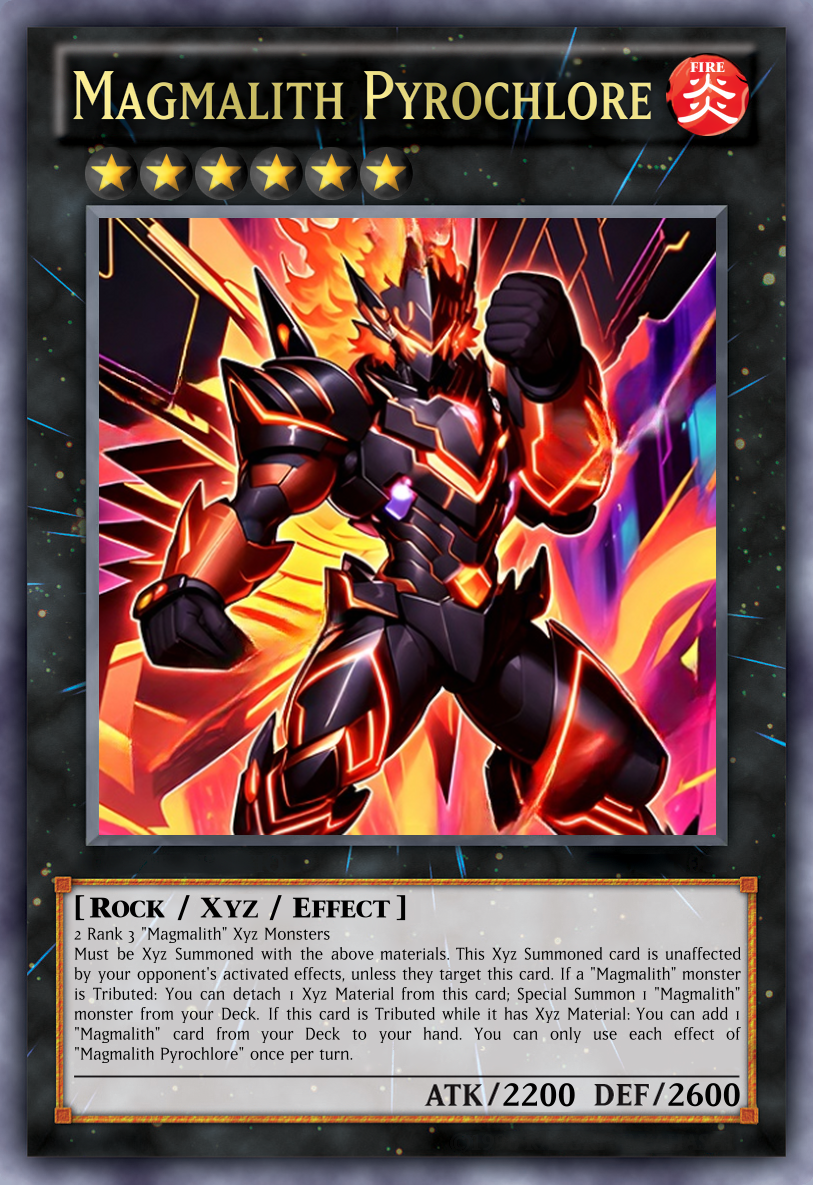 Magmalith Pyrochlore
FIRE
炎
[ Rock / Xyz / Effect ]
2 Rank 3 "Magmalith" Xyz Monsters
Must be Xyz Summoned with the above materials. This Xyz Summoned card is unaffected
by your opponent's activated effects, unless they target this card. If a "Magmalith" monster
is Tributed: You can detach 1 Xyz Material from this card; Special Summon 1 "Magmalith"
monster from your Deck. If this card is Tributed while it has Xyz Material: You can add 1
"Magmalith" card from your Deck to your hand. You can only use each effect of
"Magmalith Pyrochlore" once per turn.
ATK/2200 DEF/2600